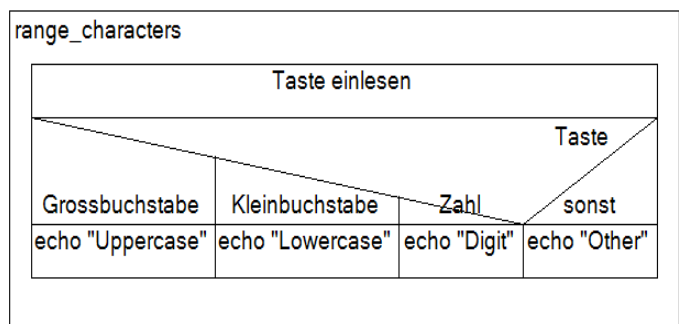 range_characters
Taste einlesen
Taste
Grossbuchstabe Kleinbuchstabe Zahl sonst
echo "Uppercase" echo "Lowercase" echo "Digit" echo "Other"